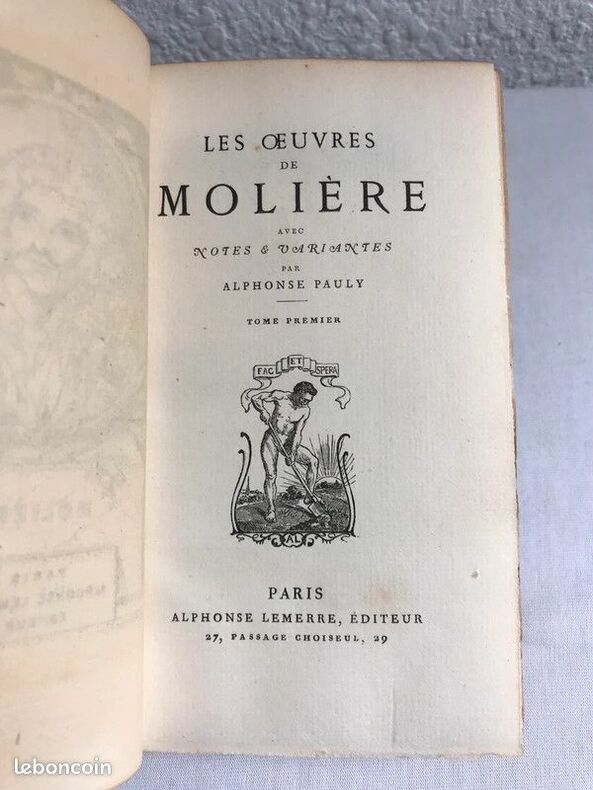 LES ŒUVRES
DE
MOLIÈRE
AVEC
NOTES & VARIANTES
PAR
ALPHONSE PAULY
TOME PREMIER
FAC ET SPERA
AL
PARIS
ALPHONSE LEMERRE, ÉDITEUR
27, PASSAGE CHOISEUL, 29
leboncoin